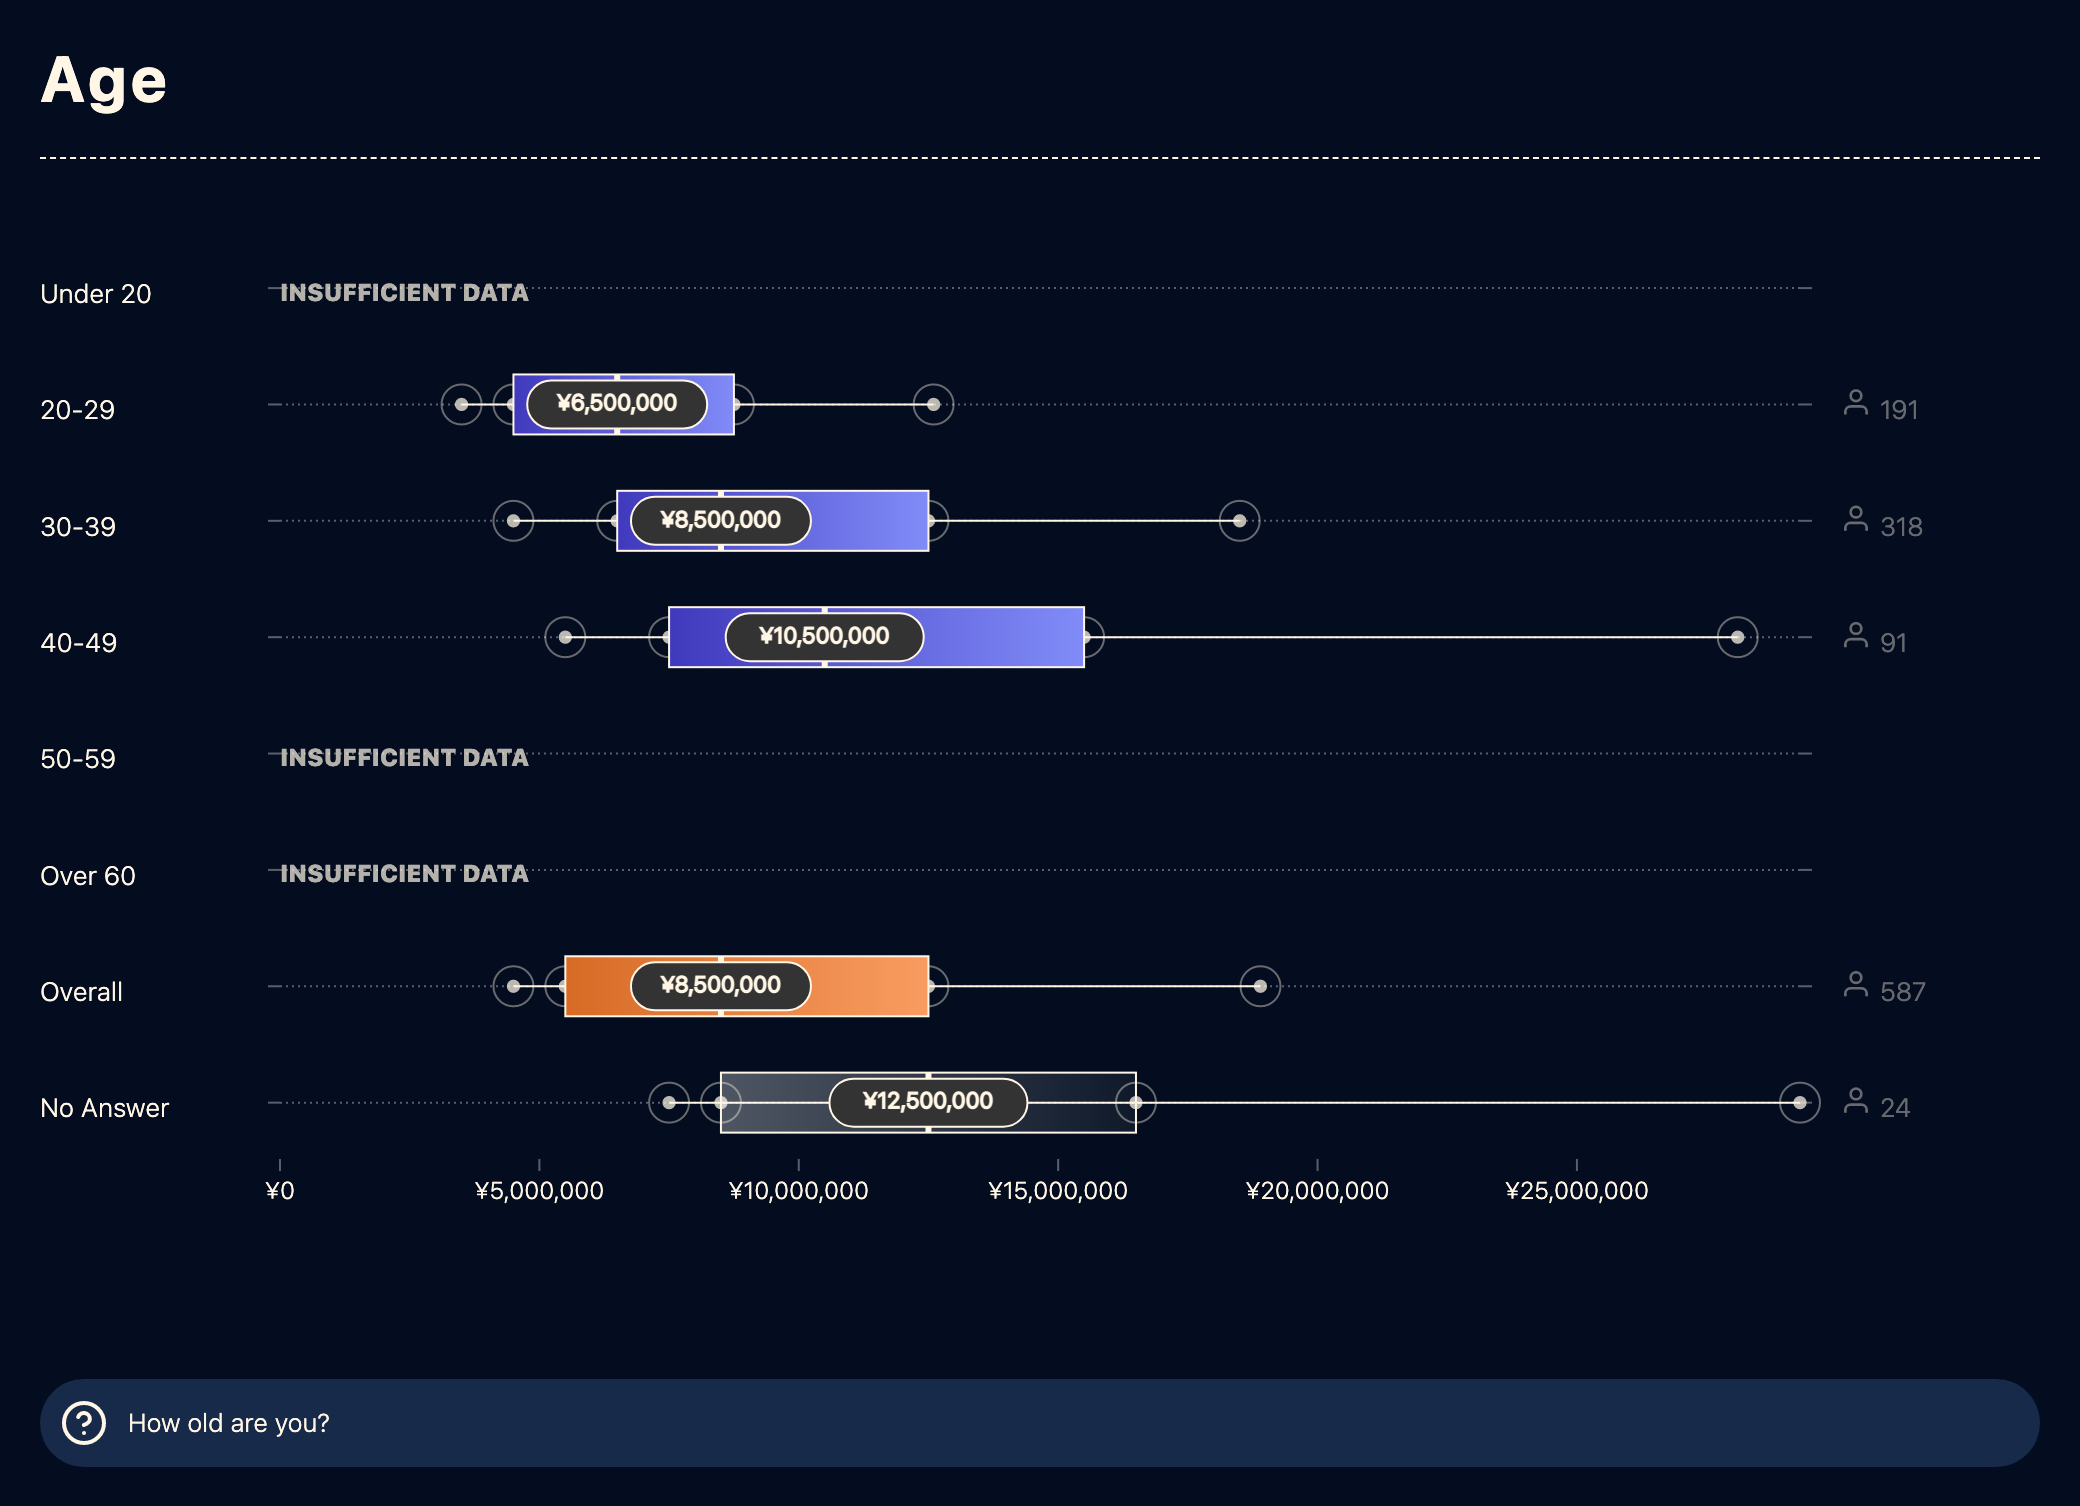 Age
Under 20 INSUFFICIENT DATA
20-29 ¥6,500,000 191
30-39 ¥8,500,000 318
40-49 ¥10,500,000 91
50-59 INSUFFICIENT DATA
Over 60 INSUFFICIENT DATA
Overall ¥8,500,000 587
No Answer ¥12,500,000 24
¥0 ¥5,000,000 ¥10,000,000 ¥15,000,000 ¥20,000,000 ¥25,000,000
How old are you?